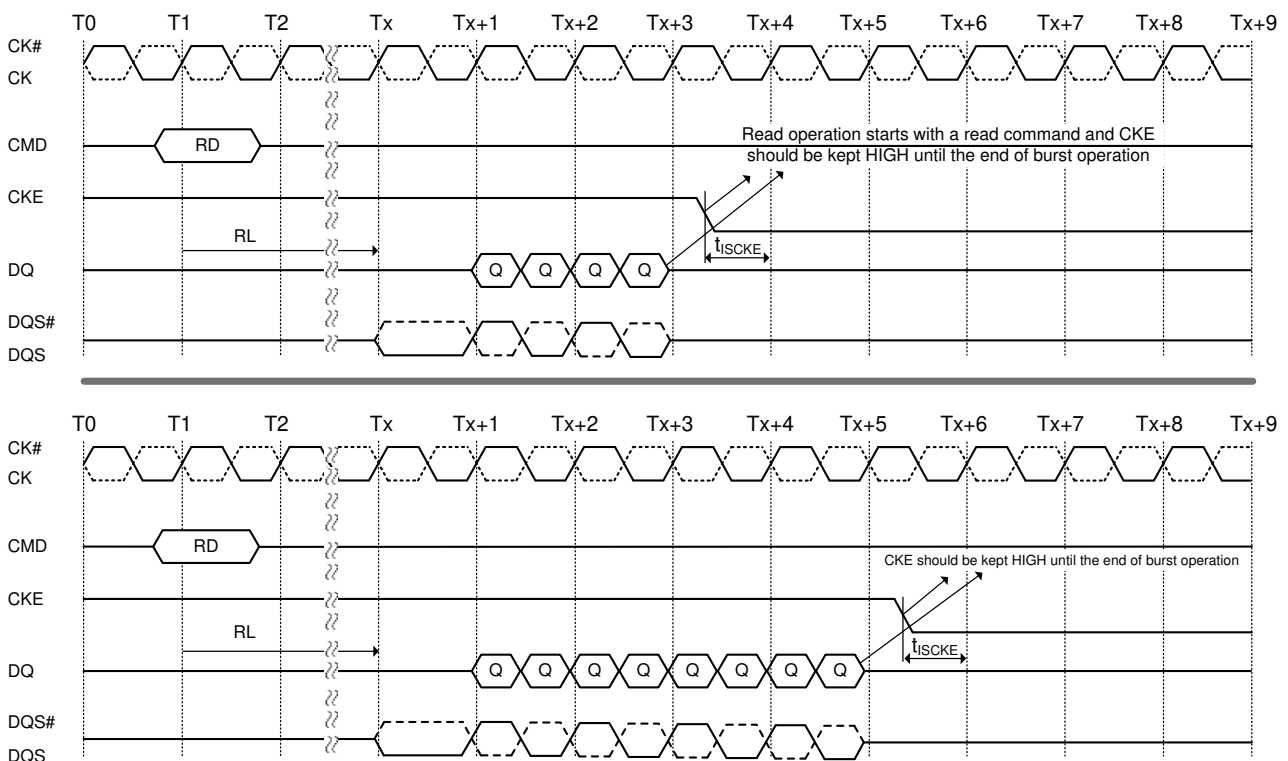 T0 T1 T2 Tx Tx+1 Tx+2 Tx+3 Tx+4 Tx+5 Tx+6 Tx+7 Tx+8 Tx+9
CK#
CK
CMD RD
Read operation starts with a read command and CKE
should be kept HIGH until the end of burst operation
CKE
RL
tISCKE
DQ Q Q Q Q
DQS#
DQS
T0 T1 T2 Tx Tx+1 Tx+2 Tx+3 Tx+4 Tx+5 Tx+6 Tx+7 Tx+8 Tx+9
CK#
CK
CMD RD
CKE should be kept HIGH until the end of burst operation
CKE
RL
tISCKE
DQ Q Q Q Q Q Q Q Q
DQS#
DQS